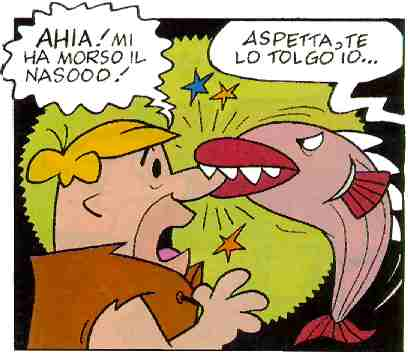 AHIA! MI
HA MORSO IL
NASOOO!
ASPETTA, TE
LO TOLGO IO...